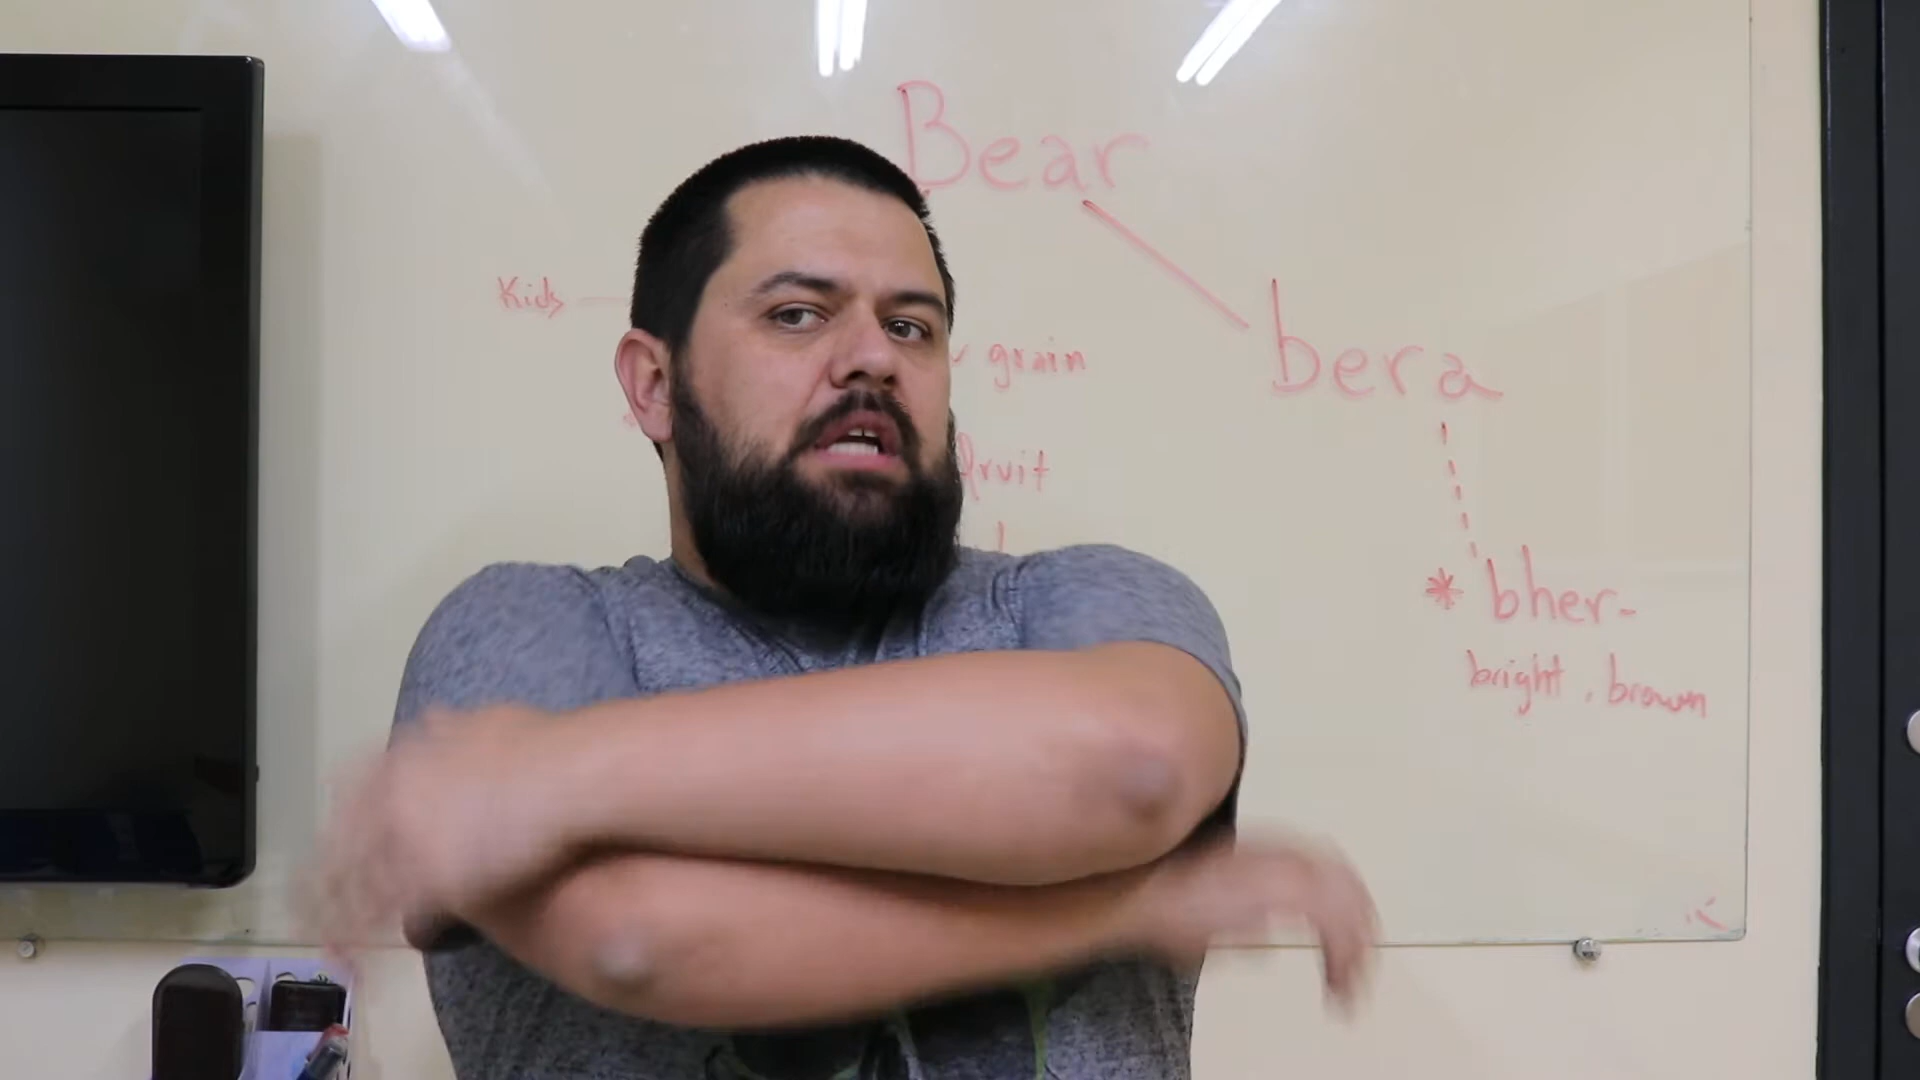 Bear
Kids
grain
bera
fruit
* bher-
bright, brown